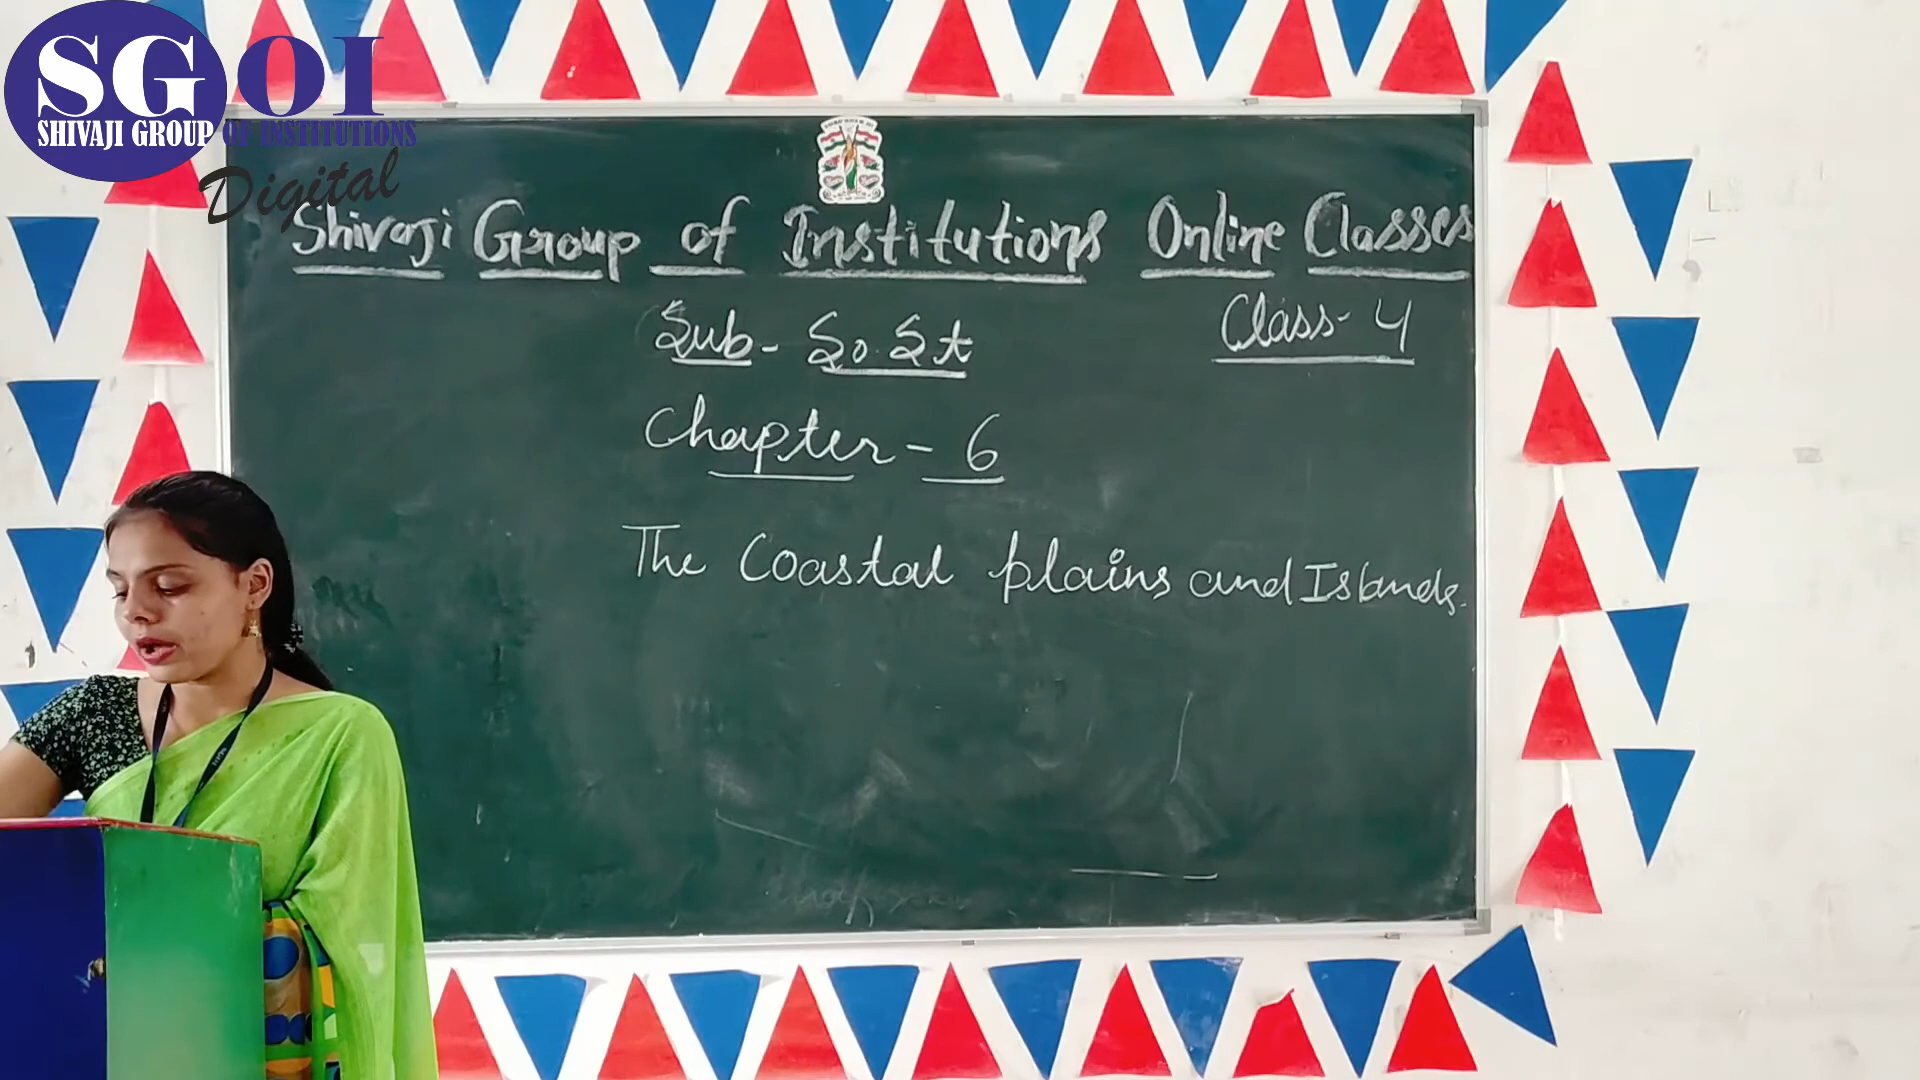 SGOI
SHIVAJI GROUP OF INSTITUTIONS
Digital
Shivaji Group of Institutions Online Classes
Sub- So. St Class- 4
Chapter - 6
The Coastal plains and Islands.